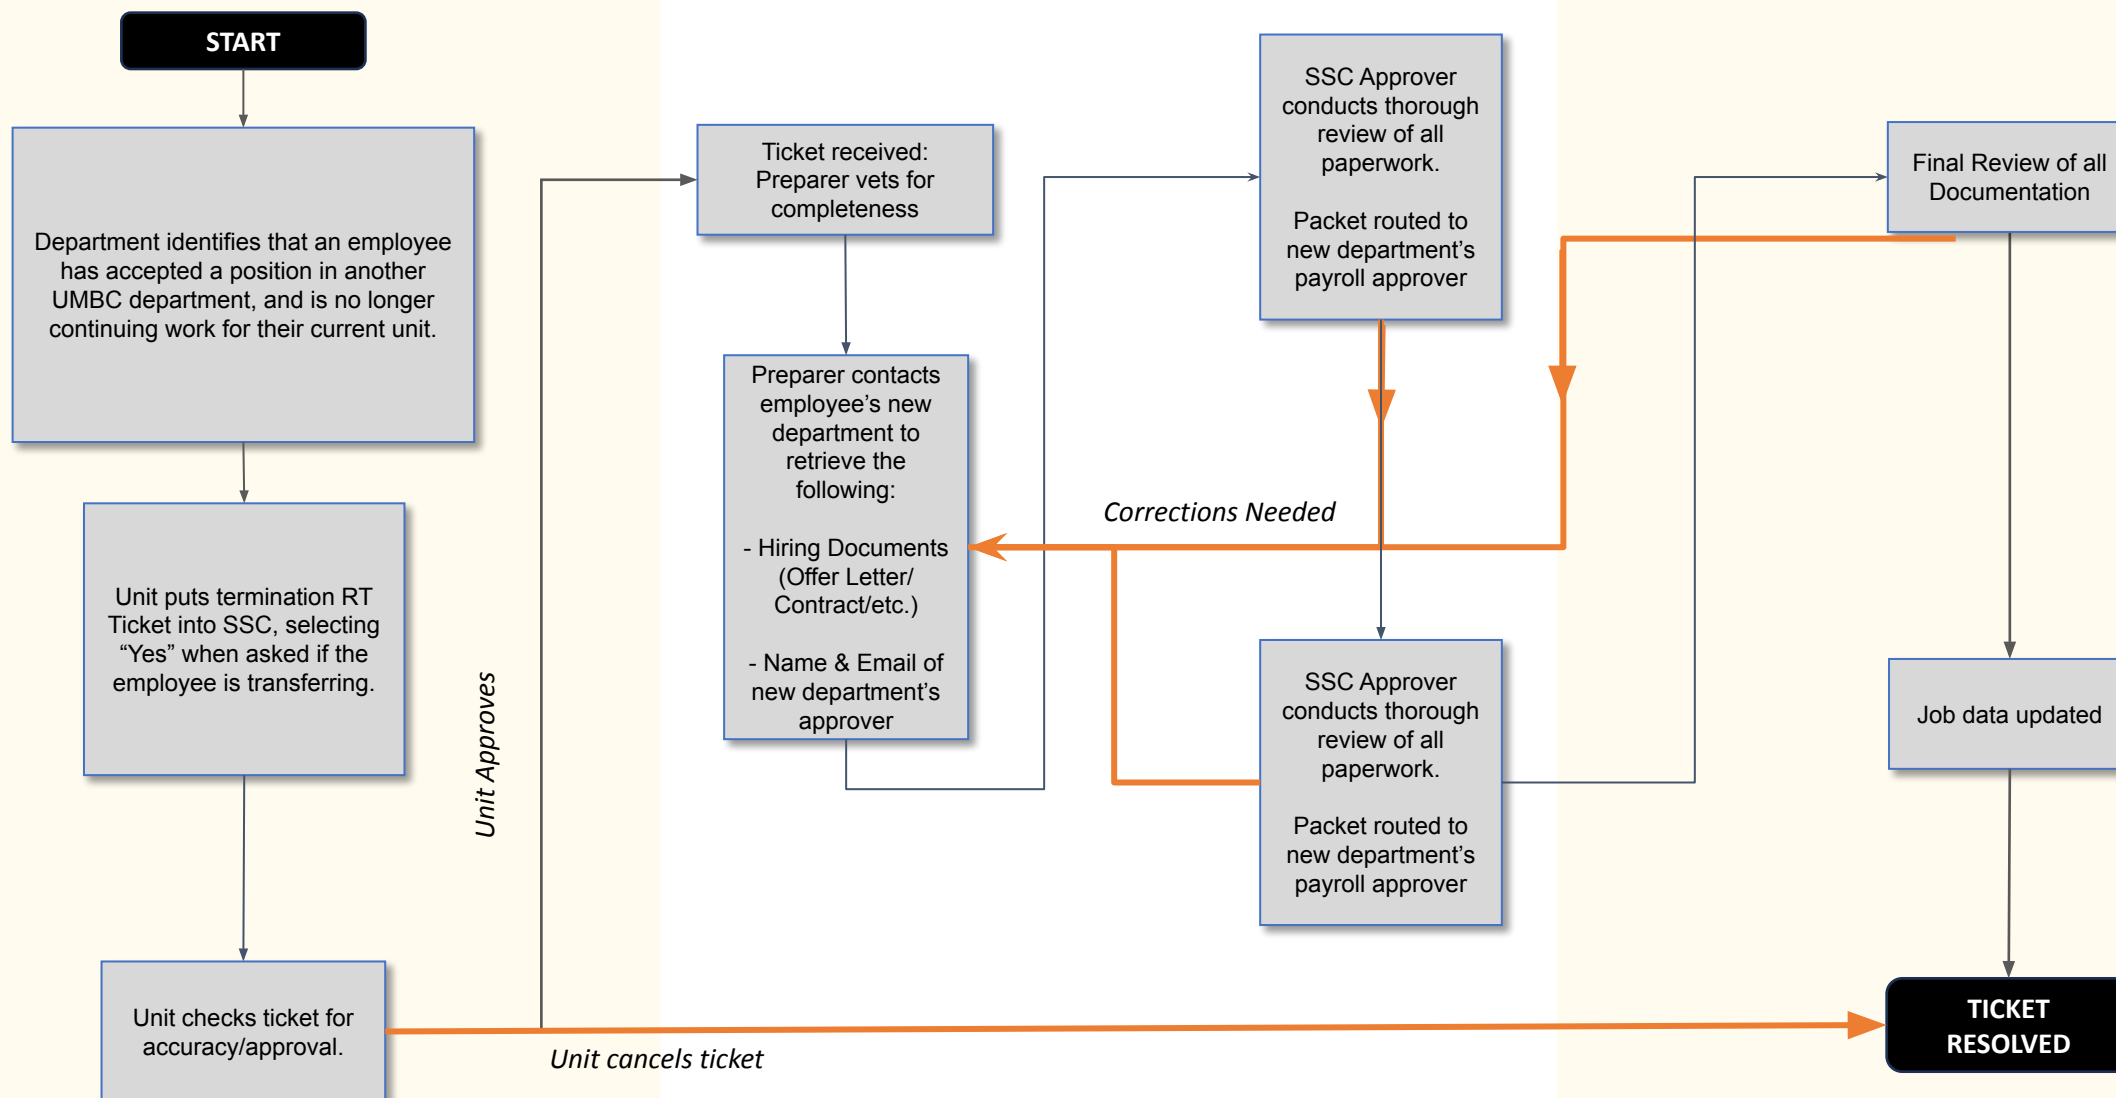 START
Department identifies that an employee
has accepted a position in another
UMBC department, and is no longer
continuing work for their current unit.
Unit puts termination RT
Ticket into SSC, selecting
“Yes” when asked if the
employee is transferring.
Unit checks ticket for
accuracy/approval.
Unit Approves
Unit cancels ticket
Ticket received:
Preparer vets for
completeness
Preparer contacts
employee’s new
department to
retrieve the
following:
- Hiring Documents
(Offer Letter/
Contract/etc.)
- Name & Email of
new department’s
approver
Corrections Needed
SSC Approver
conducts thorough
review of all
paperwork.
Packet routed to
new department’s
payroll approver
SSC Approver
conducts thorough
review of all
paperwork.
Packet routed to
new department’s
payroll approver
Final Review of all
Documentation
Job data updated
TICKET
RESOLVED